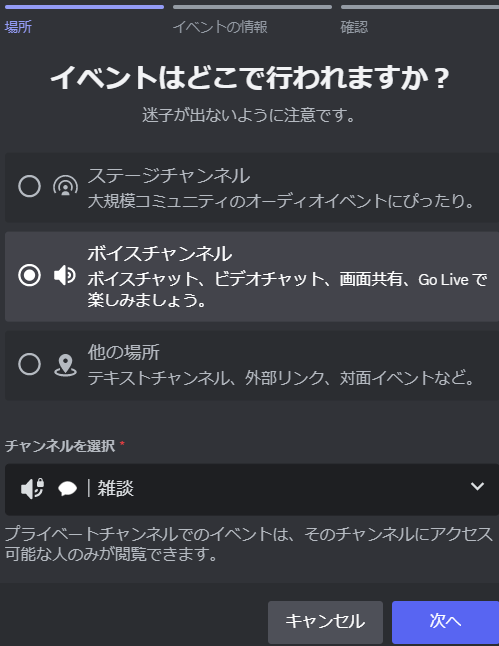 場所 イベントの情報 確認
イベントはどこで行われますか？
迷子が出ないように注意です。
ステージチャンネル
大規模コミュニティのオーディオイベントにぴったり。
ボイスチャンネル
ボイスチャット、ビデオチャット、画面共有、Go Live で
楽しみましょう。
他の場所
テキストチャンネル、外部リンク、対面イベントなど。
チャンネルを選択 *
💬｜雑談
プライベートチャンネルでのイベントは、そのチャンネルにアクセス
可能な人のみが閲覧できます。
キャンセル 次へ